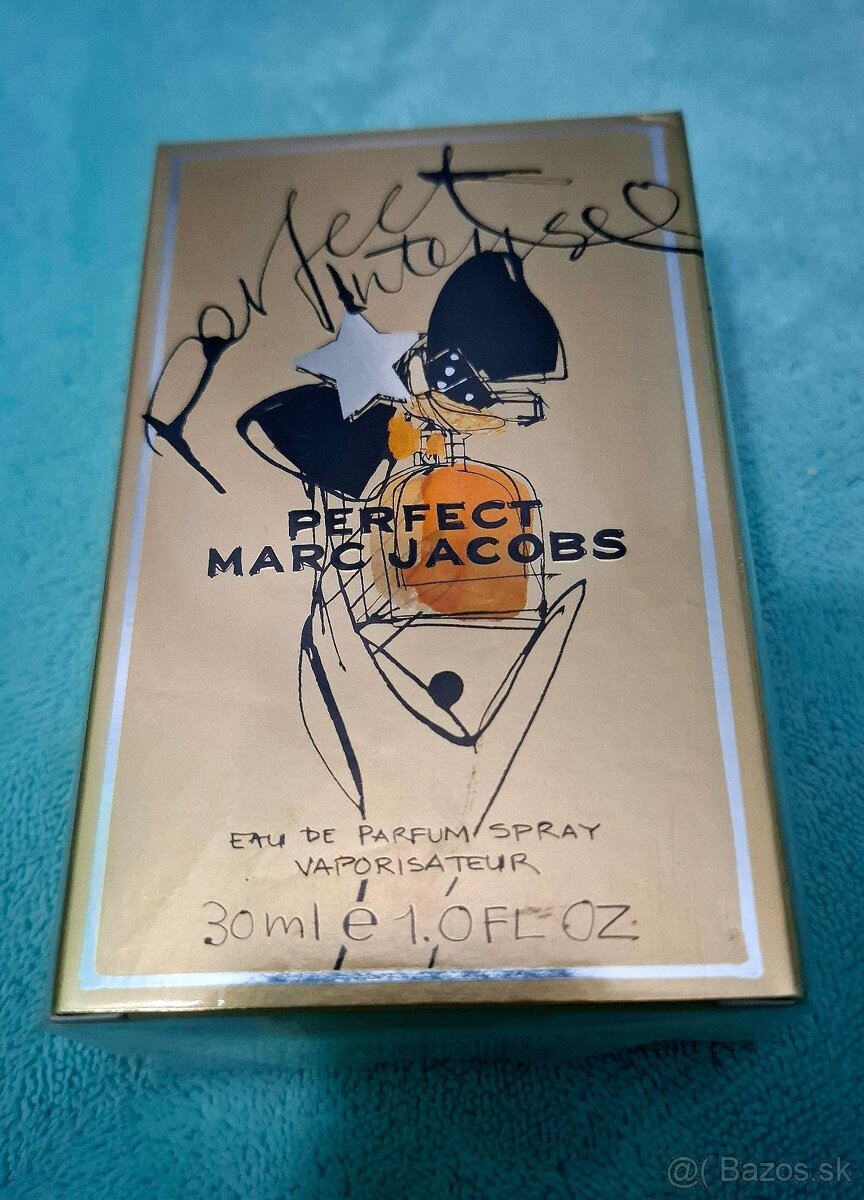 perfect
intense
PERFECT
MARC JACOBS
EAU DE PARFUM SPRAY
VAPORISATEUR
30ml e 1.0FL OZ.
@( Bazos.sk